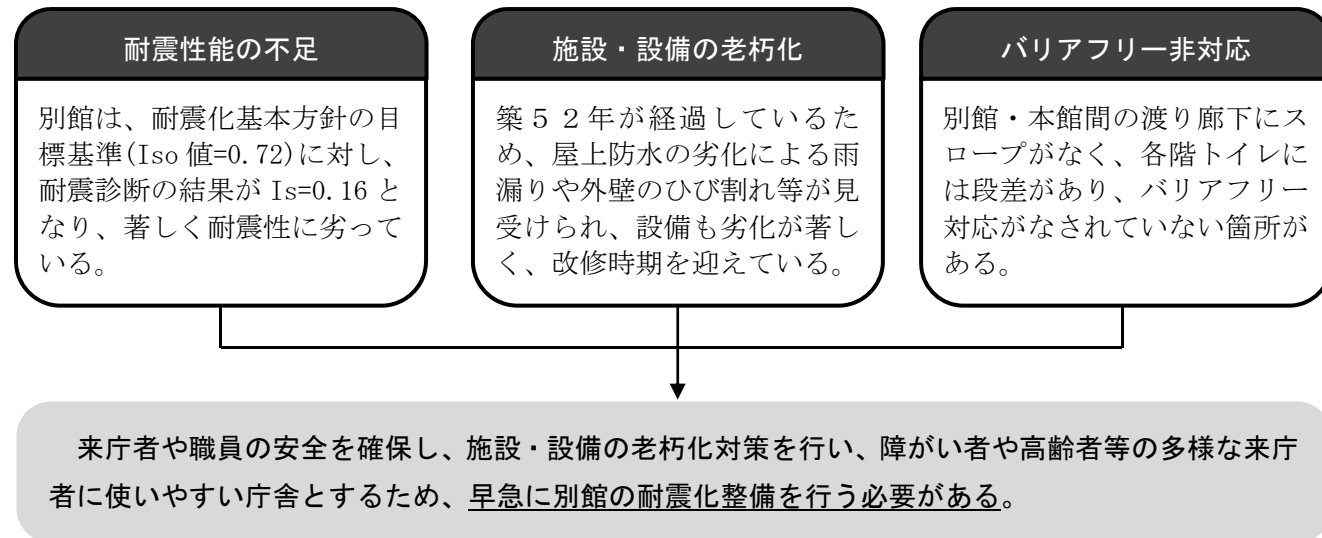 耐震性能の不足
別館は、耐震化基本方針の目
標基準(Iso 値=0.72)に対し、
耐震診断の結果が Is=0.16 と
なり、著しく耐震性に劣って
いる。
施設・設備の老朽化
築５２年が経過しているた
め、屋上防水の劣化による雨
漏りや外壁のひび割れ等が見
受けられ、設備も劣化が著し
く、改修時期を迎えている。
バリアフリー非対応
別館・本館間の渡り廊下にス
ロープがなく、各階トイレに
は段差があり、バリアフリー
対応がなされていない箇所が
ある。
来庁者や職員の安全を確保し、施設・設備の老朽化対策を行い、障がい者や高齢者等の多様な来庁
者に使いやすい庁舎とするため、早急に別館の耐震化整備を行う必要がある。